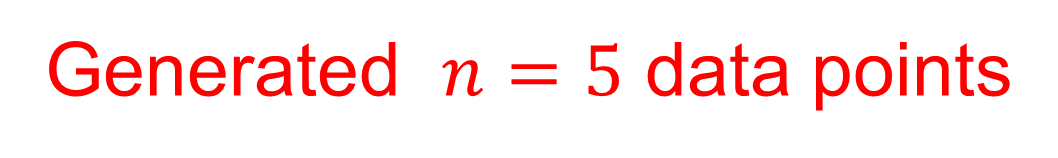 Generated n = 5 data points